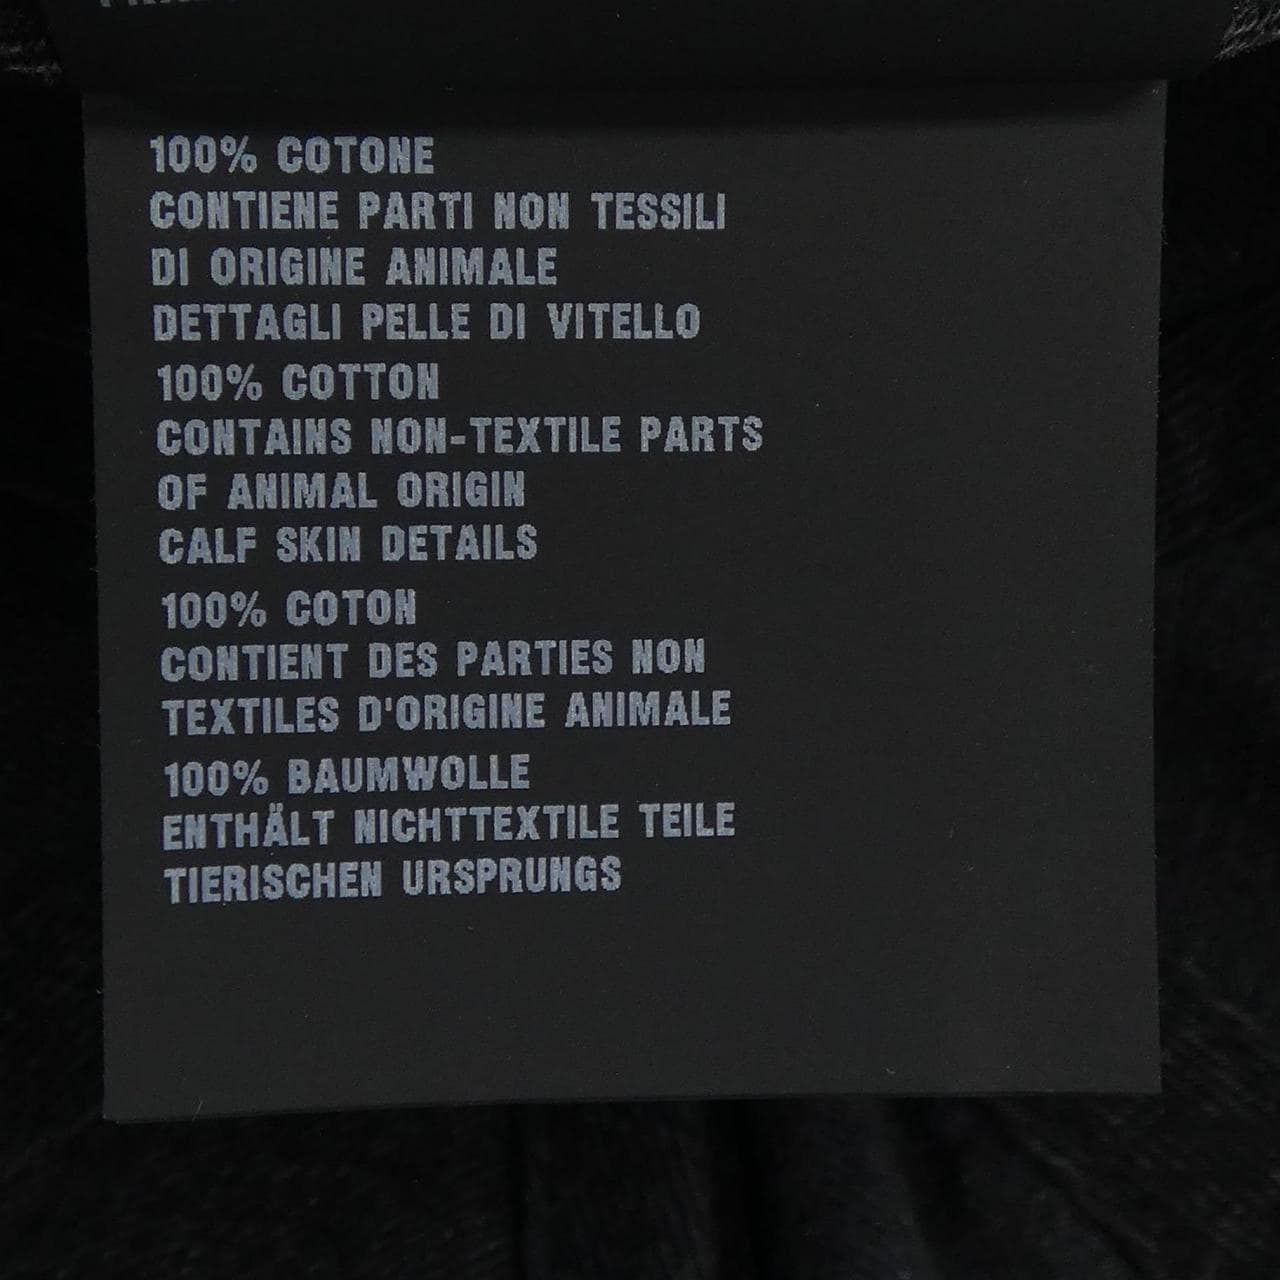 100% COTONE
CONTIENE PARTI NON TESSILI
DI ORIGINE ANIMALE
DETTAGLI PELLE DI VITELLO
100% COTTON
CONTAINS NON-TEXTILE PARTS
OF ANIMAL ORIGIN
CALF SKIN DETAILS
100% COTON
CONTIENT DES PARTIES NON
TEXTILES D'ORIGINE ANIMALE
100% BAUMWOLLE
ENTHÄLT NICHTTEXTILE TEILE
TIERISCHEN URSPRUNGS